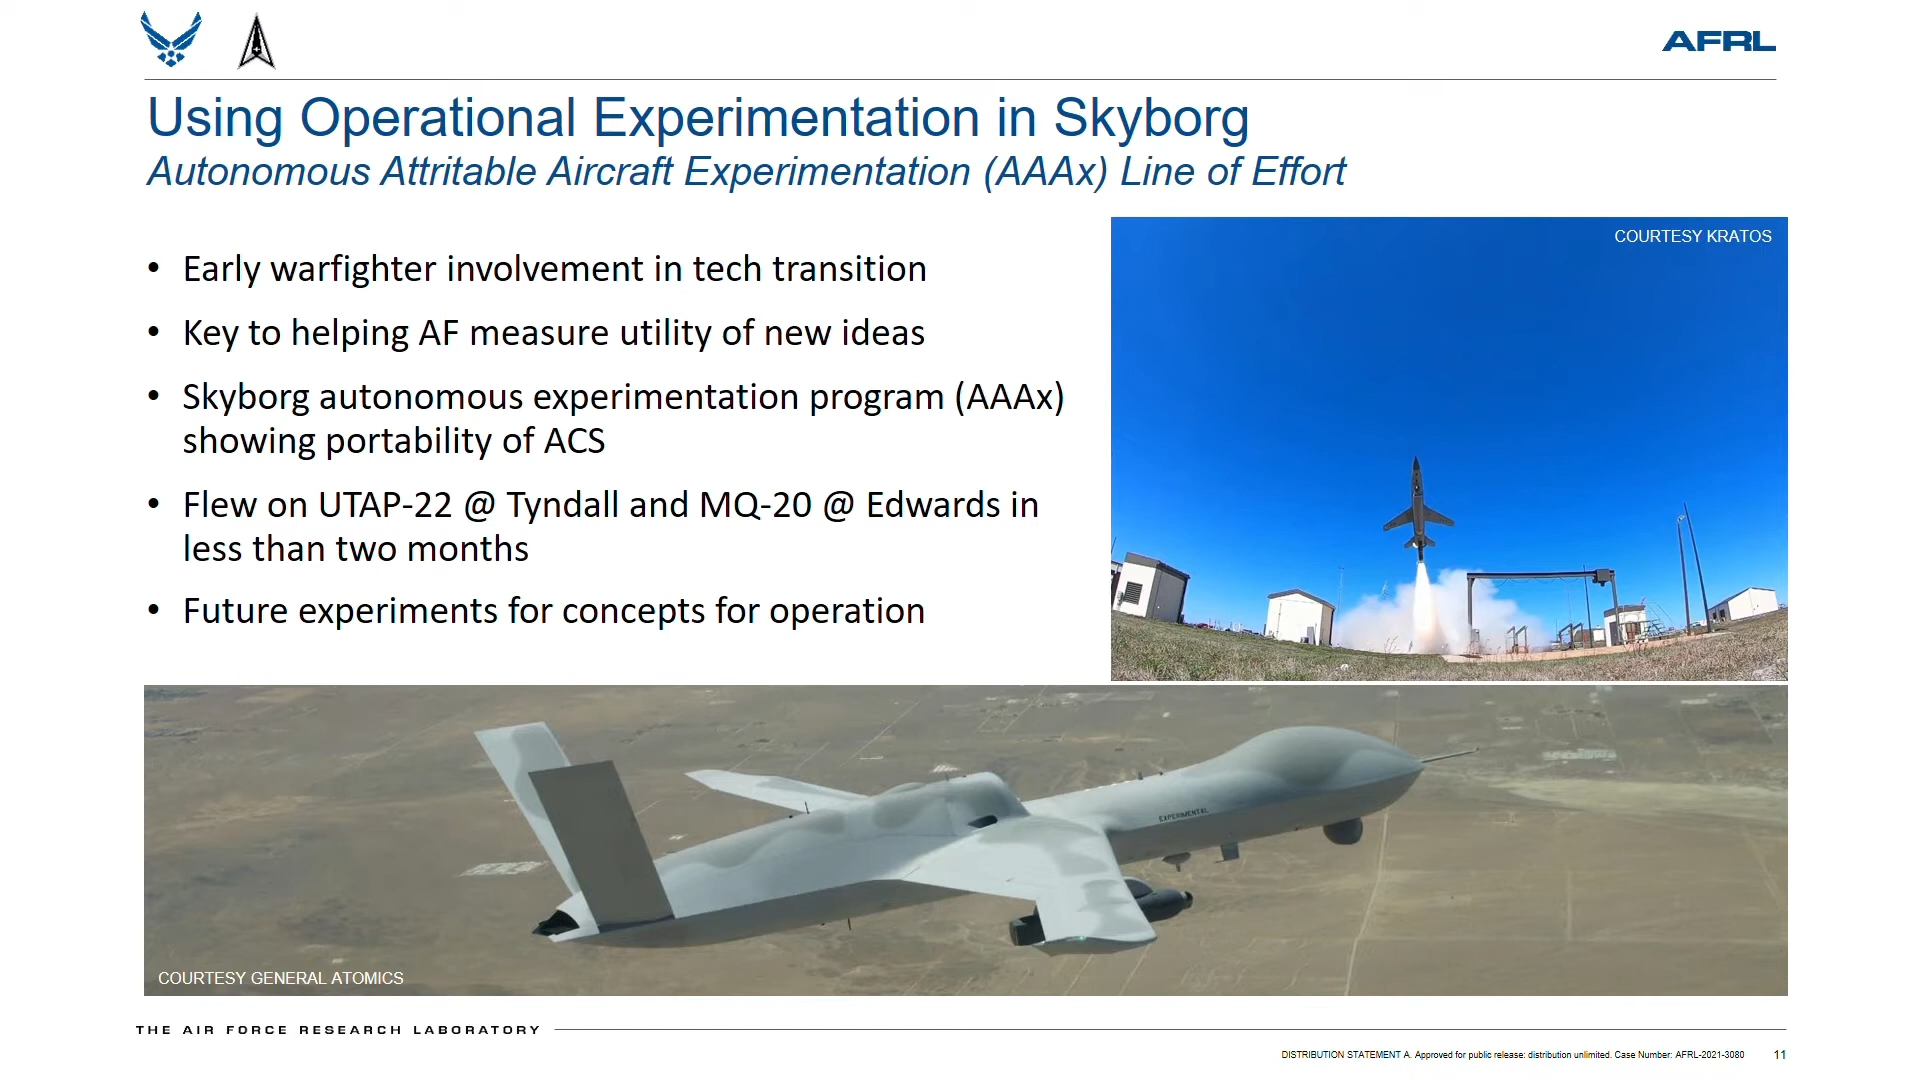 AFRL
Using Operational Experimentation in Skyborg
Autonomous Attritable Aircraft Experimentation (AAAx) Line of Effort
• Early warfighter involvement in tech transition
• Key to helping AF measure utility of new ideas
• Skyborg autonomous experimentation program (AAAx)
showing portability of ACS
• Flew on UTAP-22 @ Tyndall and MQ-20 @ Edwards in
less than two months
• Future experiments for concepts for operation
COURTESY KRATOS
EXPERIMENTAL
COURTESY GENERAL ATOMICS
THE AIR FORCE RESEARCH LABORATORY
DISTRIBUTION STATEMENT A. Approved for public release: distribution unlimited. Case Number: AFRL-2021-3080
11